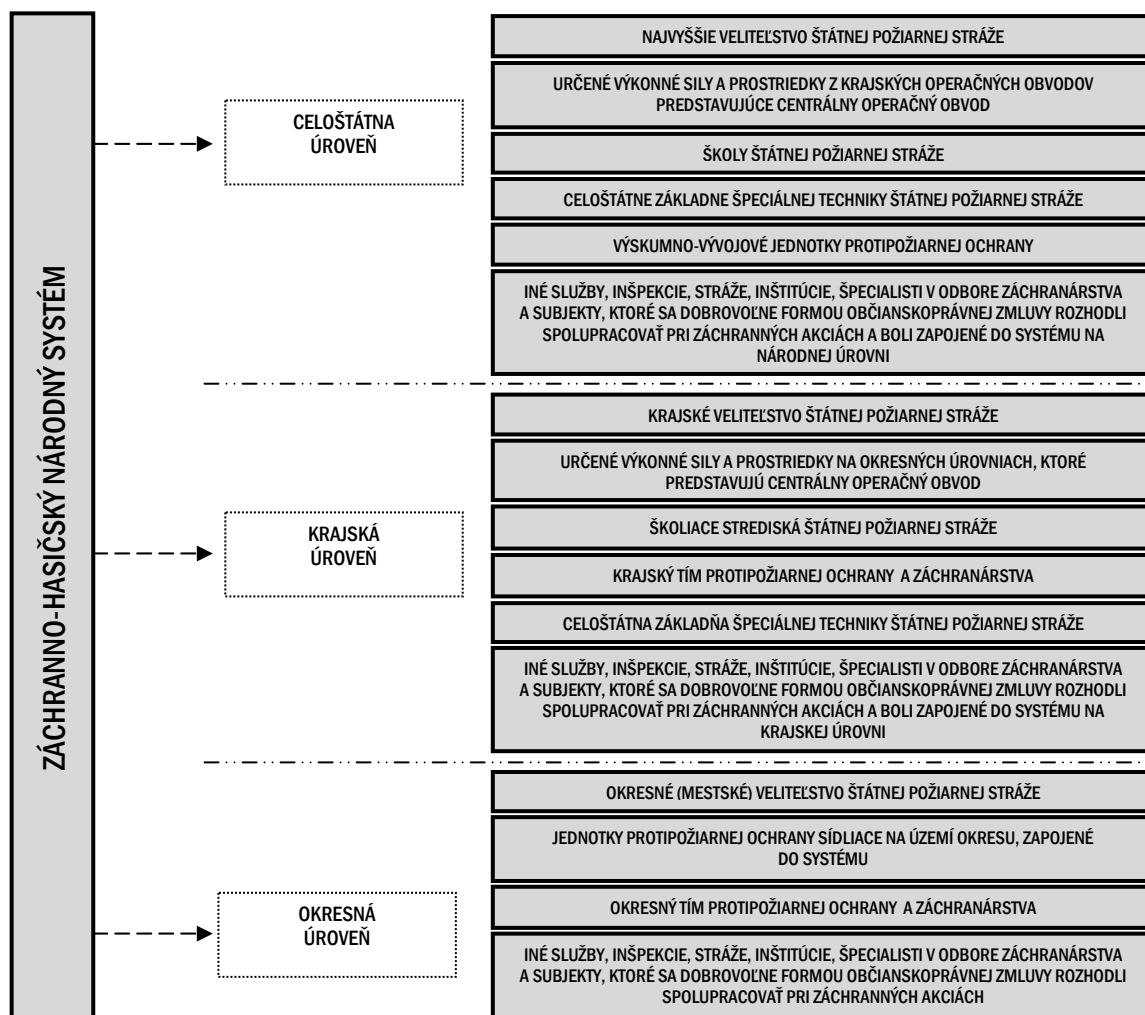 ZÁCHRANNO-HASIČSKÝ NÁRODNÝ SYSTÉM
CELOŠTÁTNA
ÚROVEŇ
NAJVYŠŠIE VELITEĽSTVO ŠTÁTNEJ POŽIARNEJ STRÁŽE
URČENÉ VÝKONNÉ SILY A PROSTRIEDKY Z KRAJSKÝCH OPERAČNÝCH OBVODOV
PREDSTAVUJÚCE CENTRÁLNY OPERAČNÝ OBVOD
ŠKOLY ŠTÁTNEJ POŽIARNEJ STRÁŽE
CELOŠTÁTNE ZÁKLADNE ŠPECIÁLNEJ TECHNIKY ŠTÁTNEJ POŽIARNEJ STRÁŽE
VÝSKUMNO-VÝVOJOVÉ JEDNOTKY PROTIPOŽIARNEJ OCHRANY
INÉ SLUŽBY, INŠPEKCIE, STRÁŽE, INŠTITÚCIE, ŠPECIALISTI V ODBORE ZÁCHRANÁRSTVA
A SUBJEKTY, KTORÉ SA DOBROVOĽNE FORMOU OBČIANSKOPRÁVNEJ ZMLUVY ROZHODLI
SPOLUPRACOVAŤ PRI ZÁCHRANNÝCH AKCIÁCH A BOLI ZAPOJENÉ DO SYSTÉMU NA
NÁRODNEJ ÚROVNI
KRAJSKÁ
ÚROVEŇ
KRAJSKÉ VELITEĽSTVO ŠTÁTNEJ POŽIARNEJ STRÁŽE
URČENÉ VÝKONNÉ SILY A PROSTRIEDKY NA OKRESNÝCH ÚROVNIACH, KTORÉ
PREDSTAVUJÚ CENTRÁLNY OPERAČNÝ OBVOD
ŠKOLIACE STREDISKÁ ŠTÁTNEJ POŽIARNEJ STRÁŽE
KRAJSKÝ TÍM PROTIPOŽIARNEJ OCHRANY A ZÁCHRANÁRSTVA
CELOŠTÁTNA ZÁKLADŇA ŠPECIÁLNEJ TECHNIKY ŠTÁTNEJ POŽIARNEJ STRÁŽE
INÉ SLUŽBY, INŠPEKCIE, STRÁŽE, INŠTITÚCIE, ŠPECIALISTI V ODBORE ZÁCHRANÁRSTVA
A SUBJEKTY, KTORÉ SA DOBROVOĽNE FORMOU OBČIANSKOPRÁVNEJ ZMLUVY ROZHODLI
SPOLUPRACOVAŤ PRI ZÁCHRANNÝCH AKCIÁCH A BOLI ZAPOJENÉ DO SYSTÉMU NA
KRAJSKEJ ÚROVNI
OKRESNÁ
ÚROVEŇ
OKRESNÉ (MESTSKÉ) VELITEĽSTVO ŠTÁTNEJ POŽIARNEJ STRÁŽE
JEDNOTKY PROTIPOŽIARNEJ OCHRANY SÍDLIACE NA ÚZEMÍ OKRESU, ZAPOJENÉ
DO SYSTÉMU
OKRESNÝ TÍM PROTIPOŽIARNEJ OCHRANY A ZÁCHRANÁRSTVA
INÉ SLUŽBY, INŠPEKCIE, STRÁŽE, INŠTITÚCIE, ŠPECIALISTI V ODBORE ZÁCHRANÁRSTVA
A SUBJEKTY, KTORÉ SA DOBROVOĽNE FORMOU OBČIANSKOPRÁVNEJ ZMLUVY ROZHODLI
SPOLUPRACOVAŤ PRI ZÁCHRANNÝCH AKCIÁCH